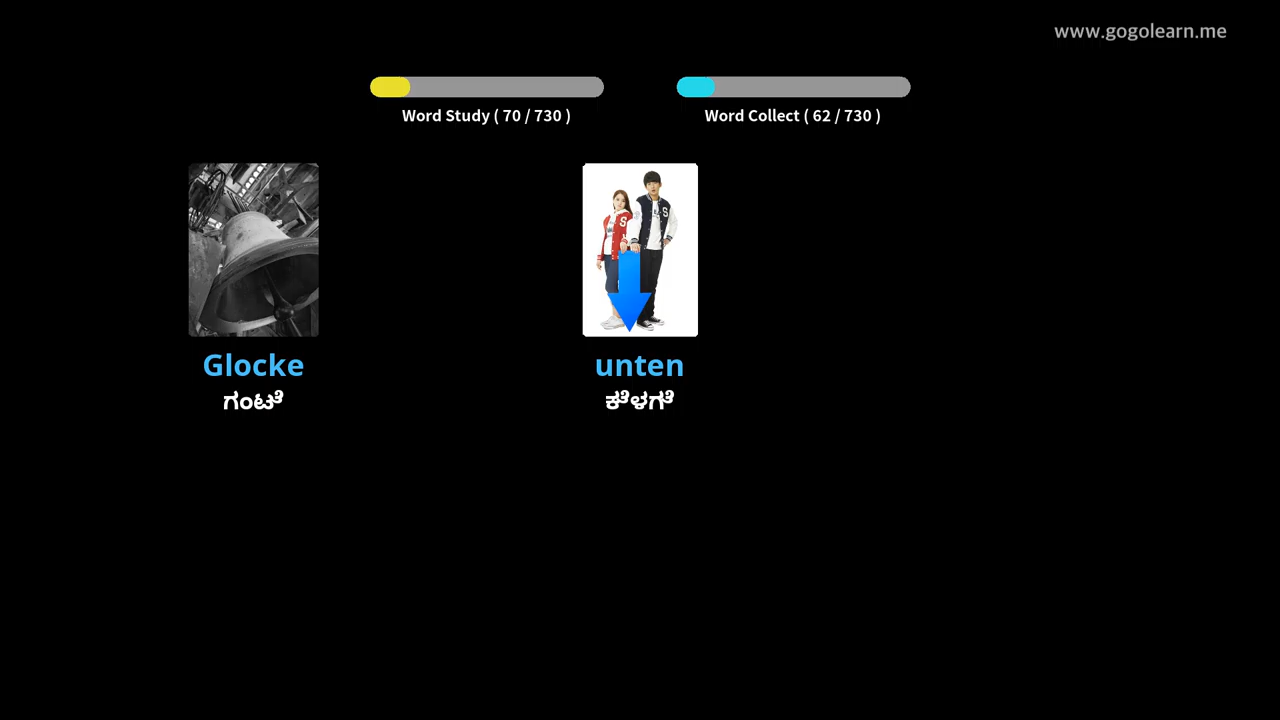 www.gogolearn.me
Word Study ( 70 / 730 )
Word Collect ( 62 / 730 )
Glocke
unten
ಗಂಟೆ
ಕೆಳಗೆ
S
S